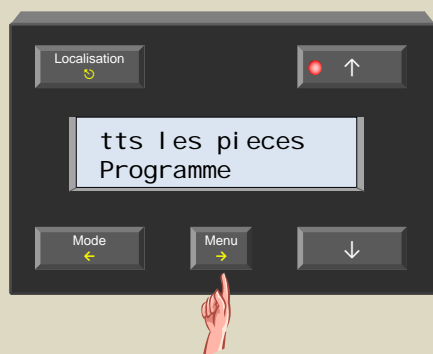 Localisation
↑
tts les pieces
Programme
Mode
←
Menu
→
↓